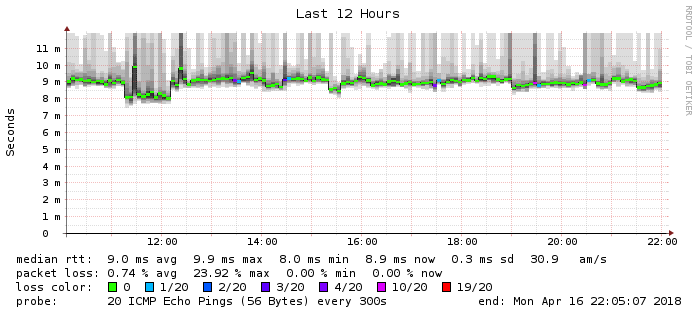 Last 12 Hours
RRDTOOL / TOBI OETIKER
Seconds
11 m
10 m
9 m
8 m
7 m
6 m
5 m
4 m
3 m
2 m
1 m
0
12:00 14:00 16:00 18:00 20:00 22:00
median rtt: 9.0 ms avg 9.9 ms max 8.0 ms min 8.9 ms now 0.3 ms sd 30.9 am/s
packet loss: 0.74 % avg 23.92 % max 0.00 % min 0.00 % now
loss color: 0 1/20 2/20 3/20 4/20 10/20 19/20
probe: 20 ICMP Echo Pings (56 Bytes) every 300s end: Mon Apr 16 22:05:07 2018